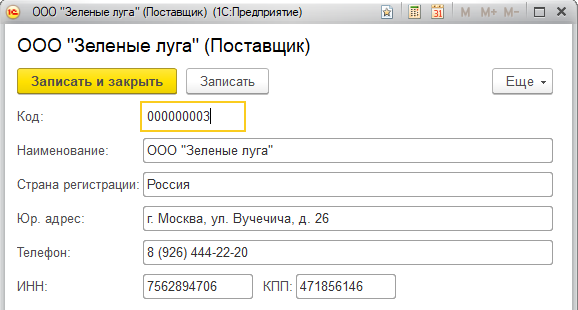 ООО "Зеленые луга" (Поставщик) (1С:Предприятие) 31 M M+ M-
ООО "Зеленые луга" (Поставщик)
Записать и закрыть Записать Еще
Код: 000000003
Наименование: ООО "Зеленые луга"
Страна регистрации: Россия
Юр. адрес: г. Москва, ул. Вучечича, д. 26
Телефон: 8 (926) 444-22-20
ИНН: 7562894706 КПП: 471856146